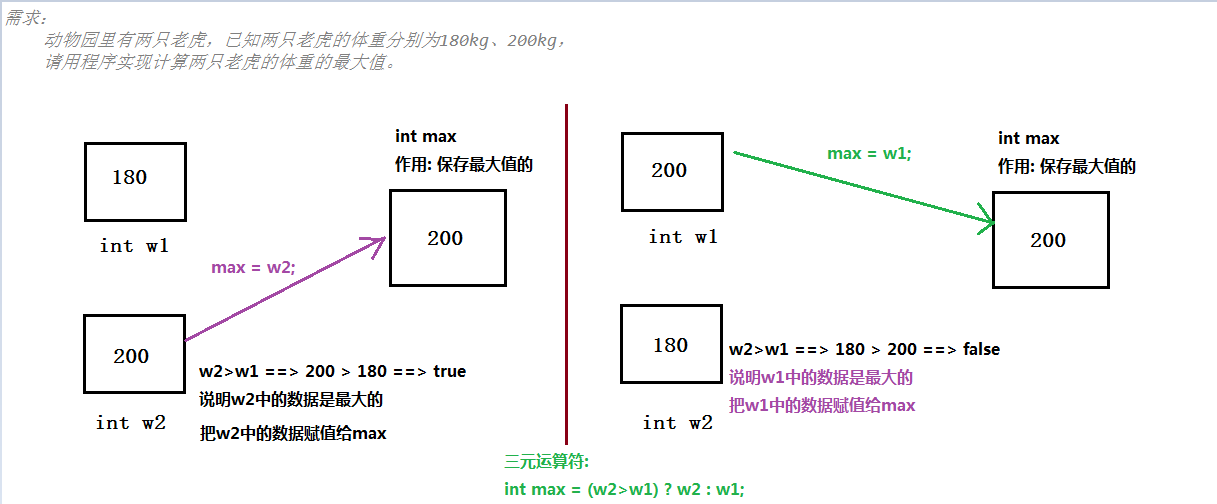 需求:
动物园里有两只老虎，已知两只老虎的体重分别为180kg、200kg，
请用程序实现计算两只老虎的体重的最大值。
180
int w1
int max
作用: 保存最大值的
200
max = w2;
200
int w2
w2>w1 ==> 200 > 180 ==> true
说明w2中的数据是最大的
把w2中的数据赋值给max
200
int w1
max = w1;
int max
作用: 保存最大值的
200
180
int w2
w2>w1 ==> 180 > 200 ==> false
说明w1中的数据是最大的
把w1中的数据赋值给max
三元运算符:
int max = (w2>w1) ? w2 : w1;